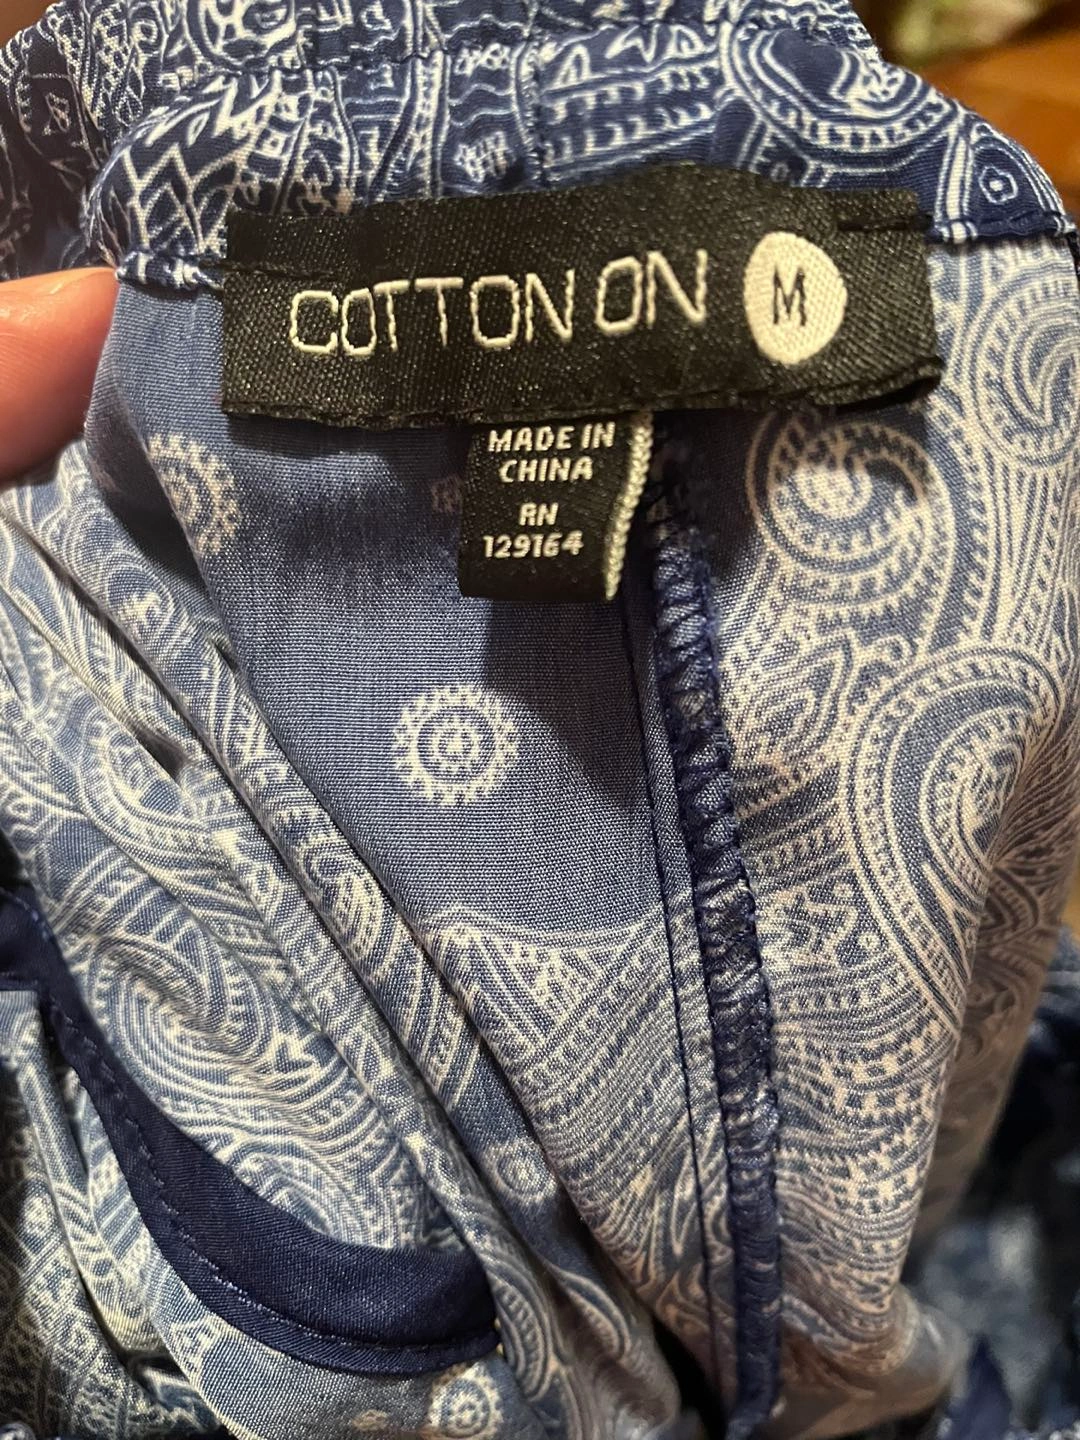 COTTON ON M
MADE IN
CHINA
RN
129164